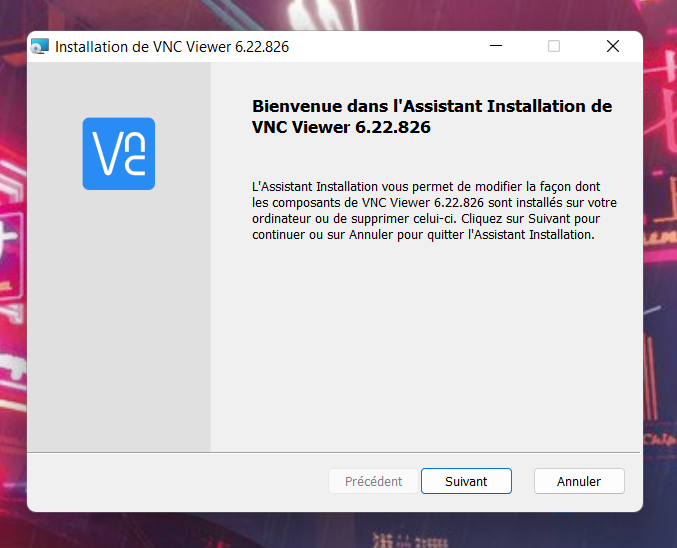 Installation de VNC Viewer 6.22.826
Bienvenue dans l'Assistant Installation de
VNC Viewer 6.22.826
Vnc
L'Assistant Installation vous permet de modifier la façon dont
les composants de VNC Viewer 6.22.826 sont installés sur votre
ordinateur ou de supprimer celui-ci. Cliquez sur Suivant pour
continuer ou sur Annuler pour quitter l'Assistant Installation.
Précédent
Suivant
Annuler